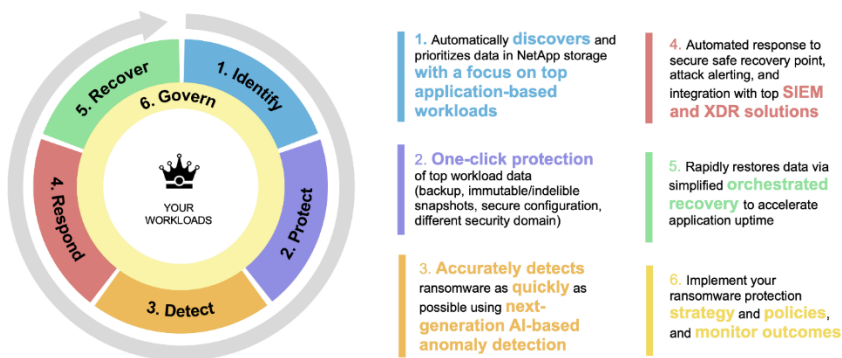 1. Identify
2. Protect
3. Detect
4. Respond
5. Recover
6. Govern
YOUR
WORKLOADS
1. Automatically discovers and
prioritizes data in NetApp storage
with a focus on top
application-based
workloads
2. One-click protection
of top workload data
(backup, immutable/indelible
snapshots, secure configuration,
different security domain)
3. Accurately detects
ransomware as quickly as
possible using next-
generation AI-based
anomaly detection
4. Automated response to
secure safe recovery point,
attack alerting, and
integration with top SIEM
and XDR solutions
5. Rapidly restores data via
simplified orchestrated
recovery to accelerate
application uptime
6. Implement your
ransomware protection
strategy and policies,
and monitor outcomes